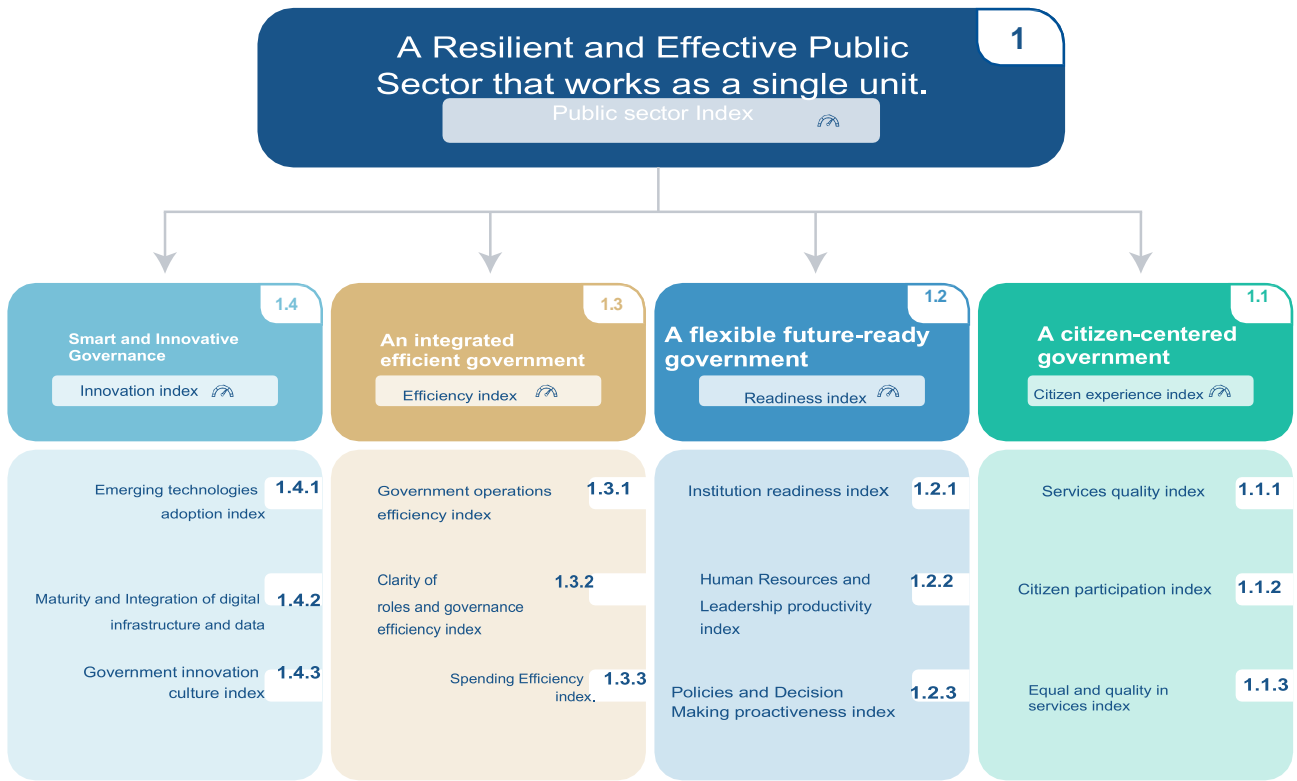 1
A Resilient and Effective Public
Sector that works as a single unit.
Public sector Index
1.4
Smart and Innovative
Governance
Innovation index
1.3
An integrated
efficient government
Efficiency index
1.2
A flexible future-ready
government
Readiness index
1.1
A citizen-centered
government
Citizen experience index
Emerging technologies 1.4.1
adoption index
Maturity and Integration of digital 1.4.2
infrastructure and data
Government innovation 1.4.3
culture index
Government operations 1.3.1
efficiency index
Clarity of 1.3.2
roles and governance
efficiency index
Spending Efficiency 1.3.3
index.
Institution readiness index 1.2.1
Human Resources and 1.2.2
Leadership productivity
index
Policies and Decision 1.2.3
Making proactiveness index
Services quality index 1.1.1
Citizen participation index 1.1.2
Equal and quality in 1.1.3
services index